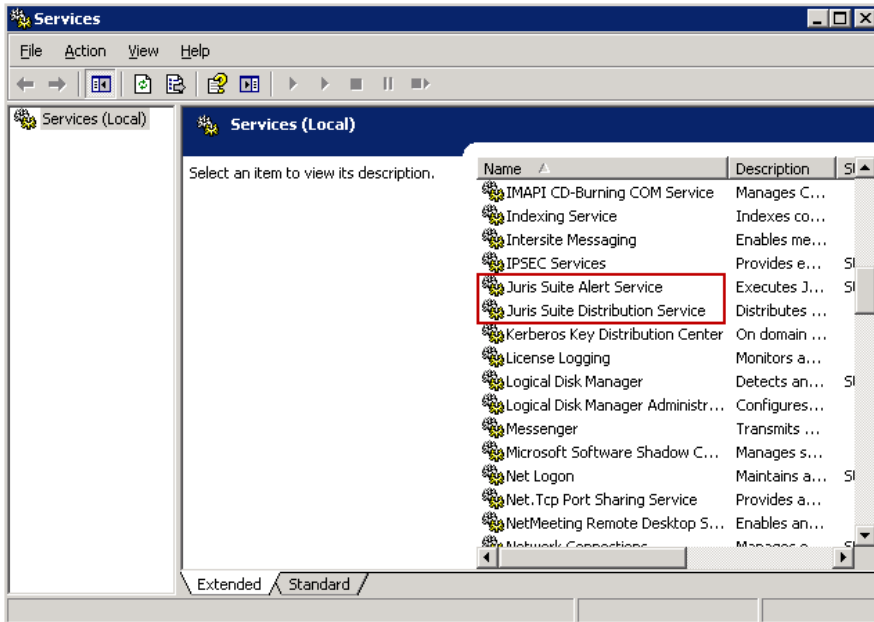 Services
File Action View Help
Services (Local)
Services (Local)
Select an item to view its description.
Name Description
IMAPI CD-Burning COM Service Manages C...
Indexing Service Indexes co...
Intersite Messaging Enables me...
IPSEC Services Provides e...
Juris Suite Alert Service Executes J...
Juris Suite Distribution Service Distributes ...
Kerberos Key Distribution Center On domain ...
License Logging Monitors a...
Logical Disk Manager Detects an...
Logical Disk Manager Administr... Configures...
Messenger Transmits ...
Microsoft Software Shadow C... Manages s...
Net Logon Maintains a...
Net.Tcp Port Sharing Service Provides a...
NetMeeting Remote Desktop S... Enables an...
Network Connections
Extended Standard